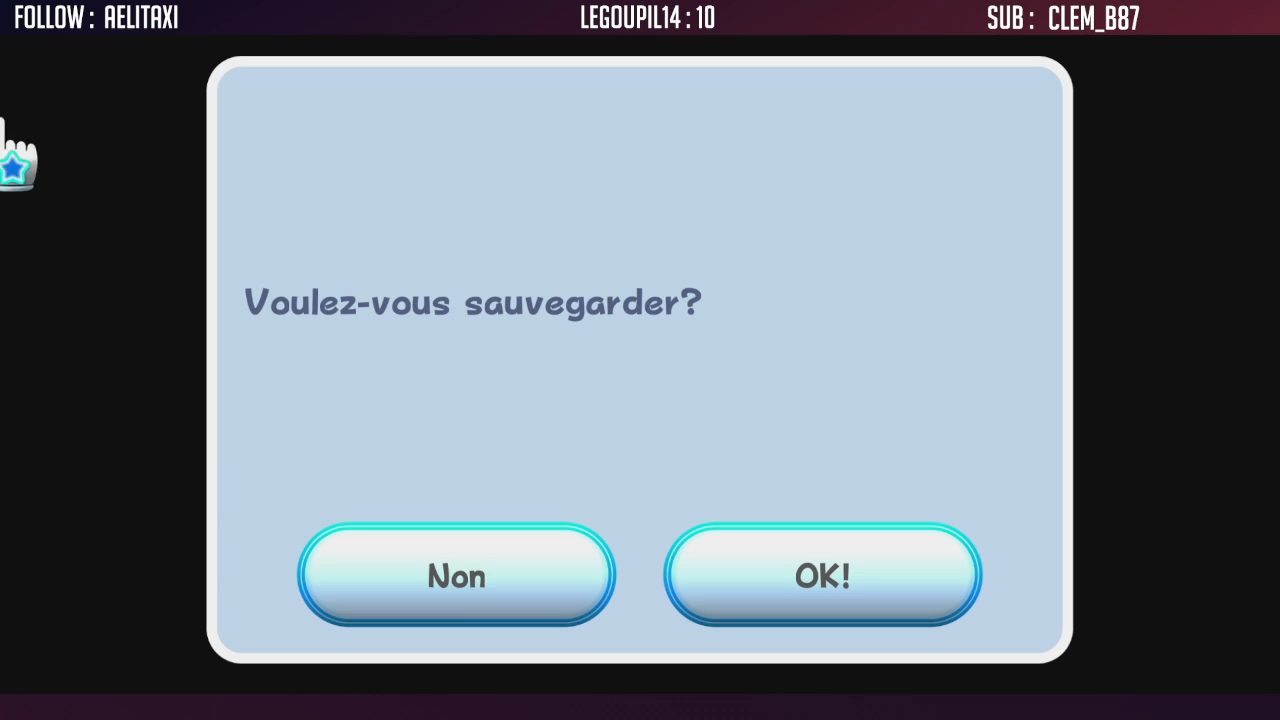 FOLLOW : AELITAXI
LEGOUPIL14 : 10
SUB : CLEM_B87
Voulez-vous sauvegarder?
Non
OK!